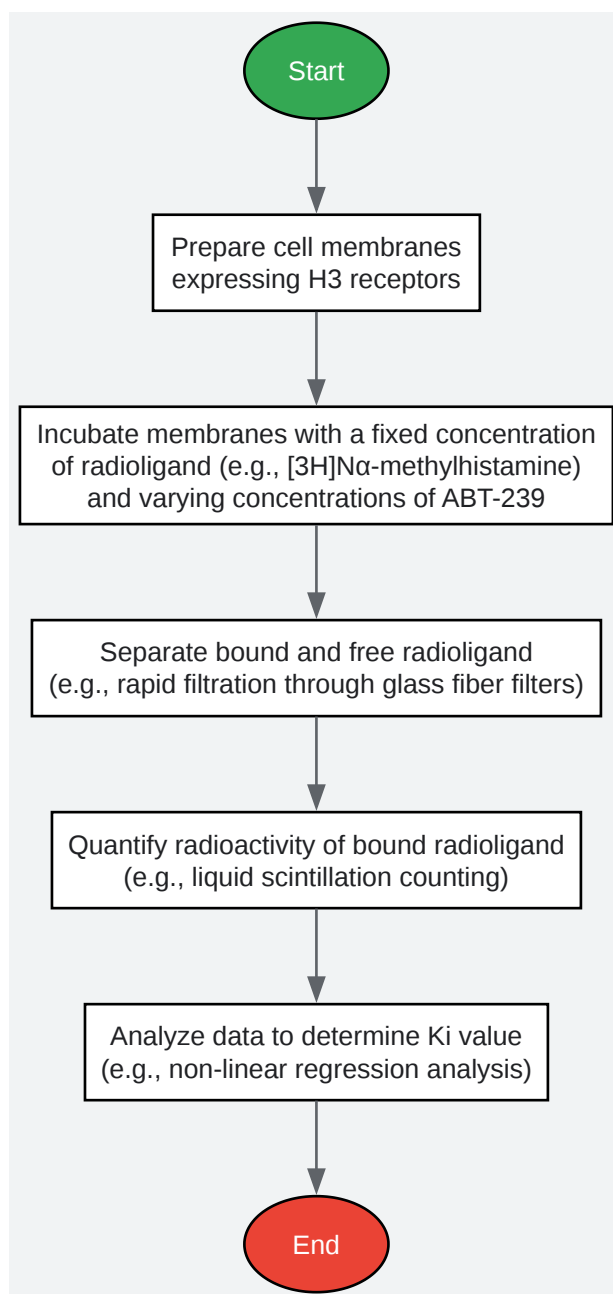 Start
Prepare cell membranes
expressing H3 receptors
Incubate membranes with a fixed concentration
of radioligand (e.g., [3H]Nα-methylhistamine)
and varying concentrations of ABT-239
Separate bound and free radioligand
(e.g., rapid filtration through glass fiber filters)
Quantify radioactivity of bound radioligand
(e.g., liquid scintillation counting)
Analyze data to determine Ki value
(e.g., non-linear regression analysis)
End